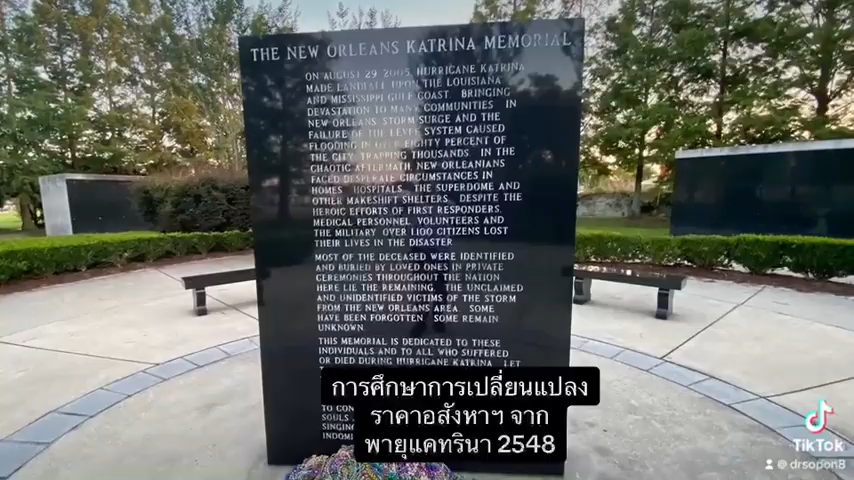 THE NEW ORLEANS KATRINA MEMORIAL
ON AUGUST 29 2005, HURRICANE KATRINA
MADE LANDFALL UPON THE LOUISIANA
AND MISSISSIPPI GULF COAST BRINGING
DEVASTATION TO MANY COMMUNITIES IN
NEW ORLEANS STORM SURGE AND THE
FAILURE OF THE LEVEE SYSTEM CAUSED
FLOODING IN OVER EIGHTY PERCENT OF
THE CITY TRAPPING THOUSANDS IN THE
CHAOTIC AFTERMATH NEW ORLEANIANS
FACED DESPERATE CIRCUMSTANCES IN
HOMES HOSPITALS THE SUPERDOME AND
OTHER MAKESHIFT SHELTERS DESPITE THE
HEROIC EFFORTS OF FIRST RESPONDERS,
MEDICAL PERSONNEL VOLUNTEERS AND
THE MILITARY OVER 1100 CITIZENS LOST
THEIR LIVES IN THE DISASTER
MOST OF THE DECEASED WERE IDENTIFIED
AND BURIED BY LOVED ONES IN PRIVATE
CEREMONIES THROUGHOUT THE NATION
HERE LIE THE REMAINING THE UNCLAIMED
AND UNIDENTIFIED VICTIMS OF THE STORM
FROM THE NEW ORLEANS AREA SOME
HAVE BEEN FORGOTTEN SOME REMAIN
UNKNOWN
THIS MEMORIAL IS DEDICATED TO THESE
INDIVIDUALS AND TO ALL WHO SUFFERED
OR DIED DURING HURRICANE KATRINA LET
TO CON
SOULS
SINGING
INDOMI
การศึกษาการเปลี่ยนแปลง
ราคาอสังหาฯ จาก
พายุแคทรินา 2548
TikTok
@drsopon8